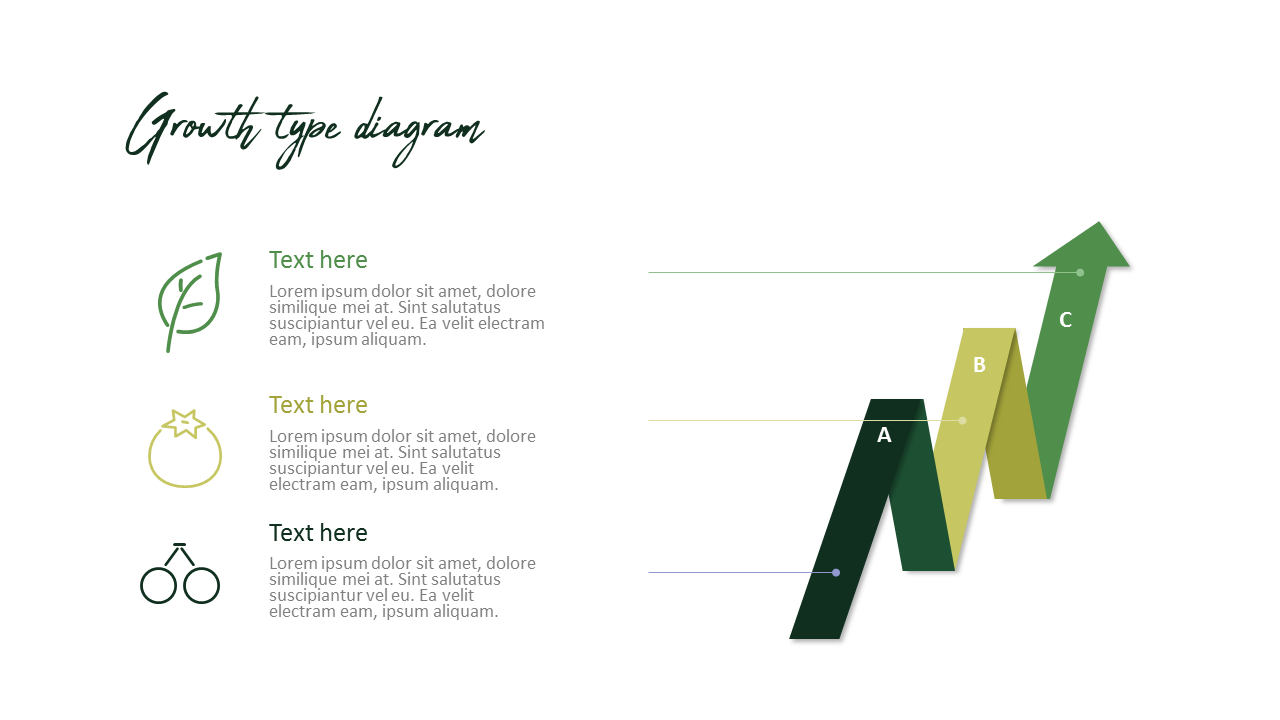 Growth type diagram
Text here
Lorem ipsum dolor sit amet, dolore
similique mei at. Sint salutatus
suscipiantur vel eu. Ea velit electram
eam, ipsum aliquam.
Text here
Lorem ipsum dolor sit amet, dolore
similique mei at. Sint salutatus
suscipiantur vel eu. Ea velit
electram eam, ipsum aliquam.
Text here
Lorem ipsum dolor sit amet, dolore
similique mei at. Sint salutatus
suscipiantur vel eu. Ea velit
electram eam, ipsum aliquam.
C
B
A